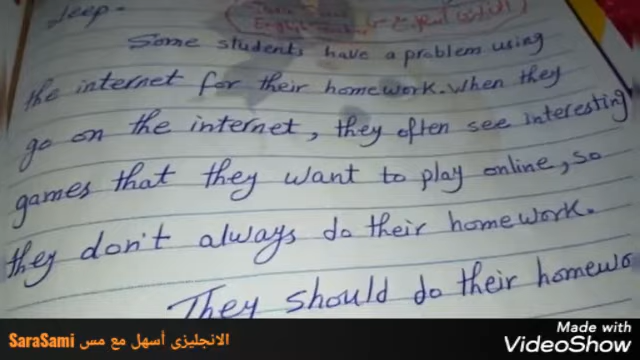 deep.
English
Some students have a problem using
the internet for their homework. When they
go on the internet, they often see interesting
games that they want to play online, so
they don't always do their homework.
They should do their homewo
الانجليزى أسهل مع مس SaraSami
Made with
VideoShow